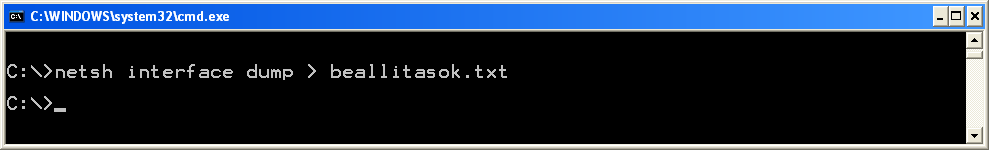 C:\WINDOWS\system32\cmd.exe
C:\>netsh interface dump > beallitasok.txt
C:\>_